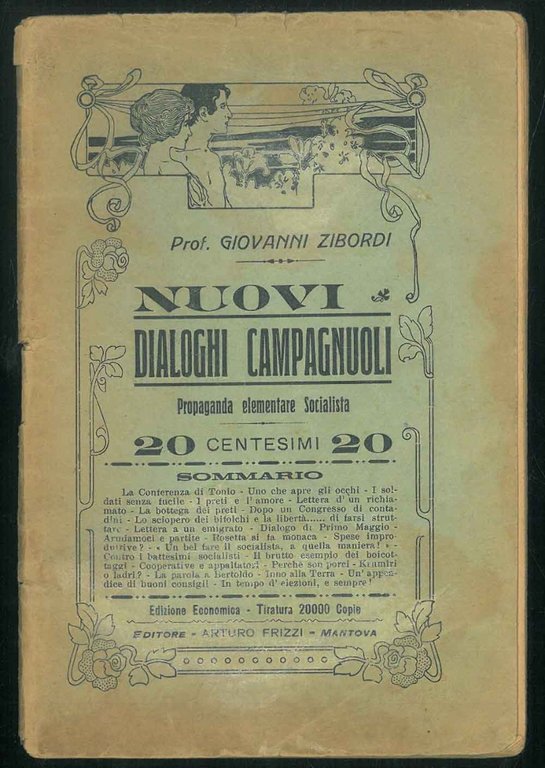 Prof. GIOVANNI ZIBORDI
NUOVI
DIALOGHI CAMPAGNUOLI
Propaganda elementare Socialista
20 CENTESIMI 20
SOMMARIO
La Conferenza di Tonio - Uno che apre gli occhi - I sol-
dati senza fucile - I preti e l'amore - Lettera d'un richia-
mato - La bottega dei preti - Dopo un Congresso di conta-
dini - Lo sciopero dei bifolchi e la libertà...... di farsi strut-
tare - Lettera a un emigrato - Dialogo di Primo Maggio -
Arrudiamoci e partite - Rosetta si fa monaca - Spese impro-
duttive? - « Un bel fare il socialista, a quella maniera! » -
Contro i battesimi socialisti - Il brutto esempio dei boicot-
taggi - Cooperative e appaltatori - Perchè son porci - Krumiri
o ladri? - La parola a Bertoldo - Inno alla Terra - Un' appen-
dice di buoni consigli - In tempo d' elezioni, e sempre!
Edizione Economica - Tiratura 20000 Copie
EDITORE - ARTURO FRIZZI - MANTOVA